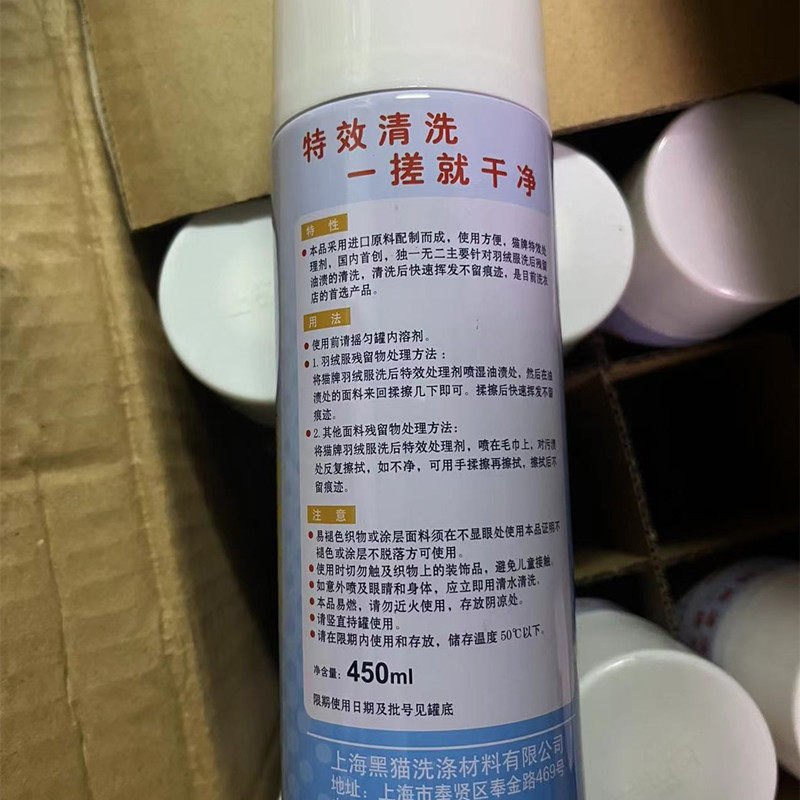 特效清洗
一搓就干净
特 性
●本品采用进口原料配制而成，使用方便，猫牌特效处
理剂，国内首创，独一无二主要针对羽绒服洗后残留
油渍的清洗，清洗后快速挥发不留痕迹，是目前洗衣
店的首选产品。
用 法
●使用前请摇匀罐内溶剂。
●1.羽绒服残留物处理方法：
将猫牌羽绒服洗后特效处理剂喷湿油渍处，然后在油
渍处的面料来回揉擦几下即可。揉擦后快速挥发不留
痕迹。
●2.其他面料残留物处理方法：
将猫牌羽绒服洗后特效处理剂，喷在毛巾上，对污渍
处反复擦拭，如不净，可用手揉擦再擦拭，擦拭后不
留痕迹。
注 意
●易褪色织物或涂层面料须在不显眼处使用本品证明不
褪色或涂层不脱落方可使用。
●使用时切勿触及织物上的装饰品，避免儿童接触。
●如意外喷及眼睛和身体，应立即用清水清洗。
●本品易燃，请勿近火使用，存放阴凉处。
●请竖直持罐使用。
●请在限期内使用和存放，储存温度50℃以下。
净含量：450ml
限期使用日期及批号见罐底
上海黑猫洗涤材料有限公司
地址：上海市奉贤区奉金路469号